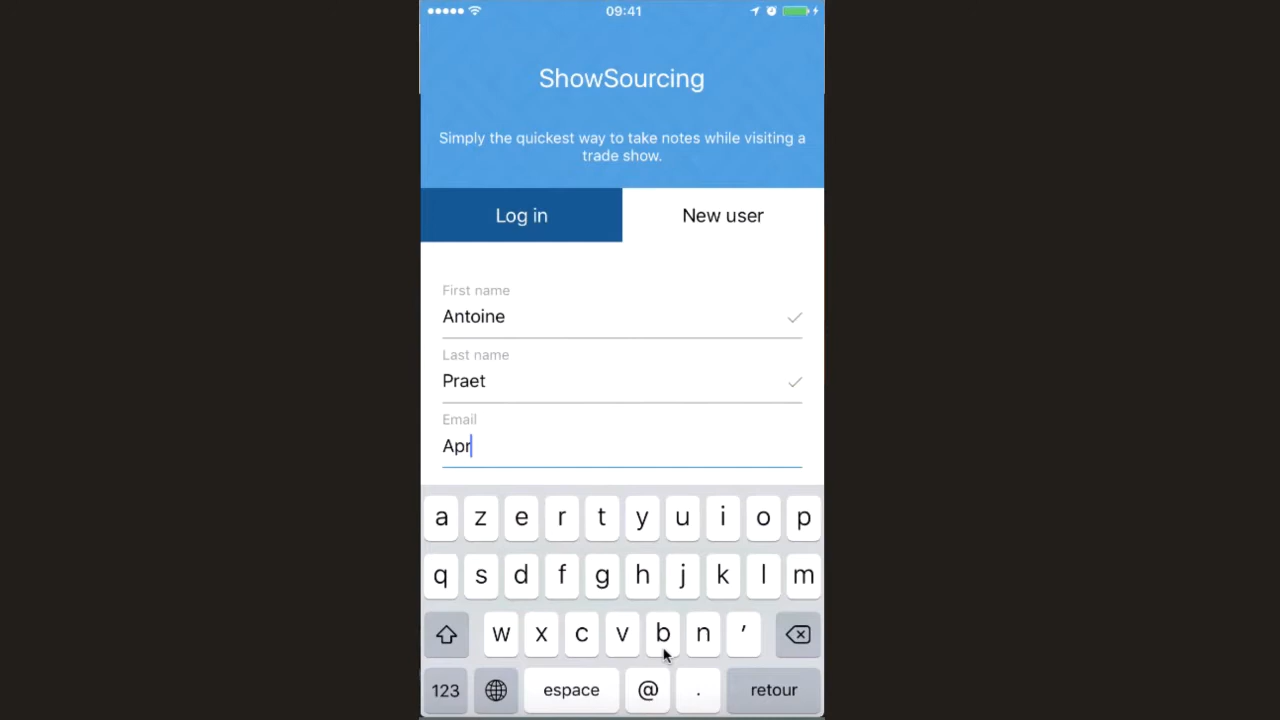 09:41
ShowSourcing
Simply the quickest way to take notes while visiting a
trade show.
Log in
New user
First name
Antoine
Last name
Praet
Email
Apr
a z e r t y u i o p
q s d f g h j k l m
w x c v b n ’
123 espace @ . retour